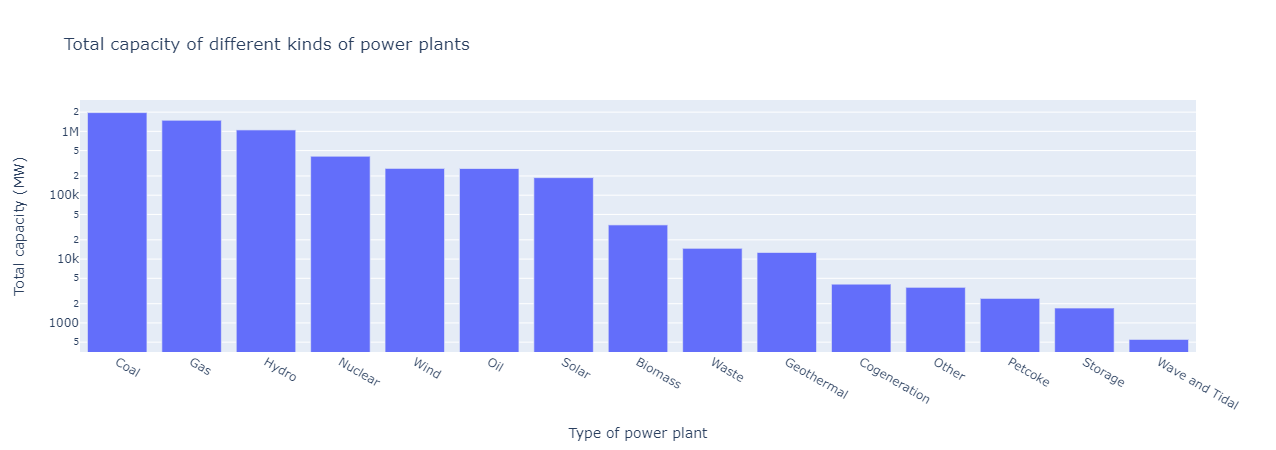 Total capacity of different kinds of power plants
Total capacity (MW)
2
1M
5
2
100k
5
2
10k
5
2
1000
5
Coal
Gas
Hydro
Nuclear
Wind
Oil
Solar
Biomass
Waste
Geothermal
Cogeneration
Other
Petcoke
Storage
Wave and Tidal
Type of power plant